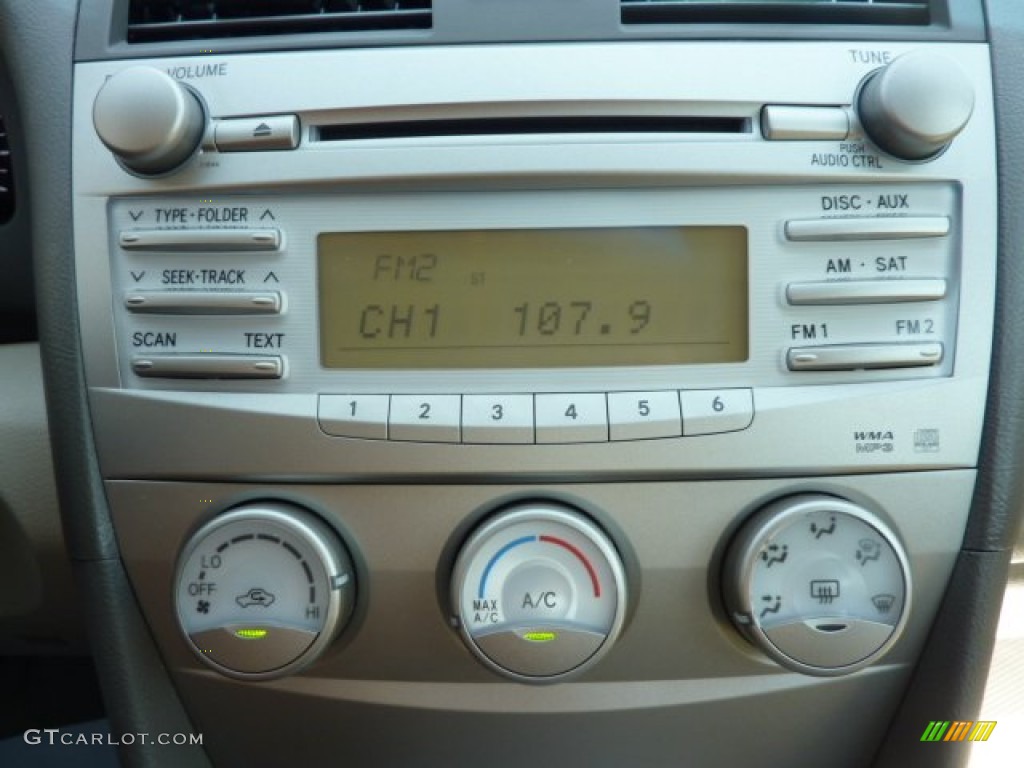 VOLUME
TUNE
PUSH
AUDIO CTRL
TYPE·FOLDER
DISC·AUX
SEEK·TRACK
AM · SAT
SCAN TEXT
FM1 FM2
FM2
ST
CH1 107.9
1 2 3 4 5 6
WMA
MP3
LO
OFF
HI
MAX
A/C
A/C
GTCARLOT.COM